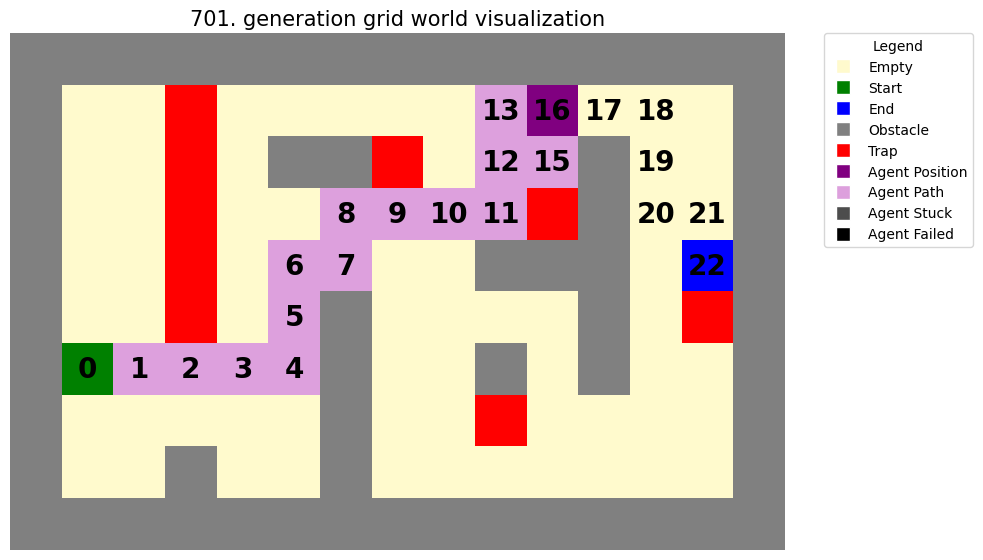 701. generation grid world visualization
13 16 17 18
12 15 19
8 9 10 11 20 21
6 7 22
5
0 1 2 3 4
Legend
Empty
Start
End
Obstacle
Trap
Agent Position
Agent Path
Agent Stuck
Agent Failed